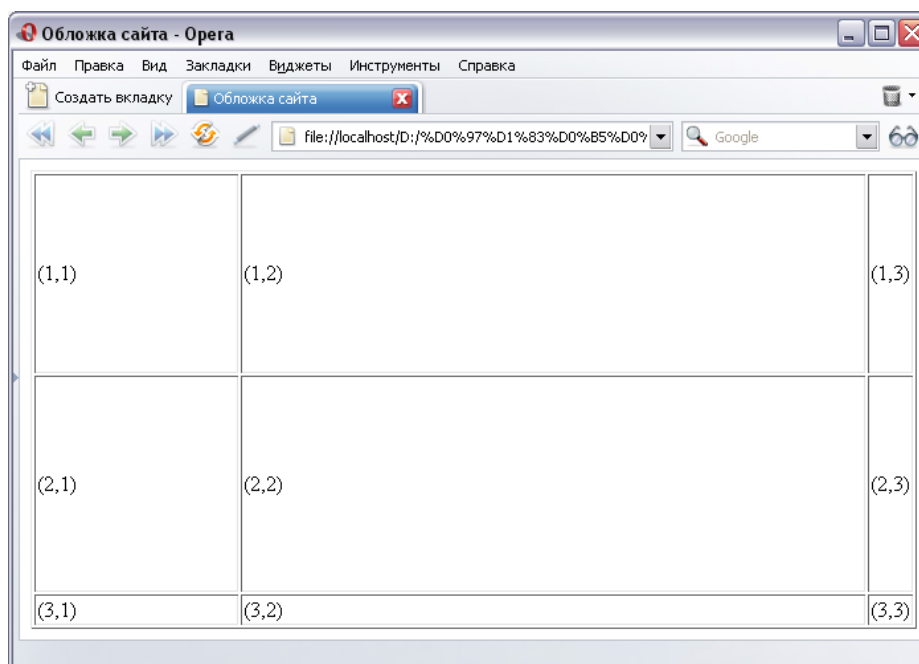 Обложка сайта - Opera
Файл Правка Вид Закладки Виджеты Инструменты Справка
Создать вкладку Обложка сайта
file://localhost/D:/%D0%97%D1%83%D0%B5%D0% Google
(1,1) (1,2) (1,3)
(2,1) (2,2) (2,3)
(3,1) (3,2) (3,3)